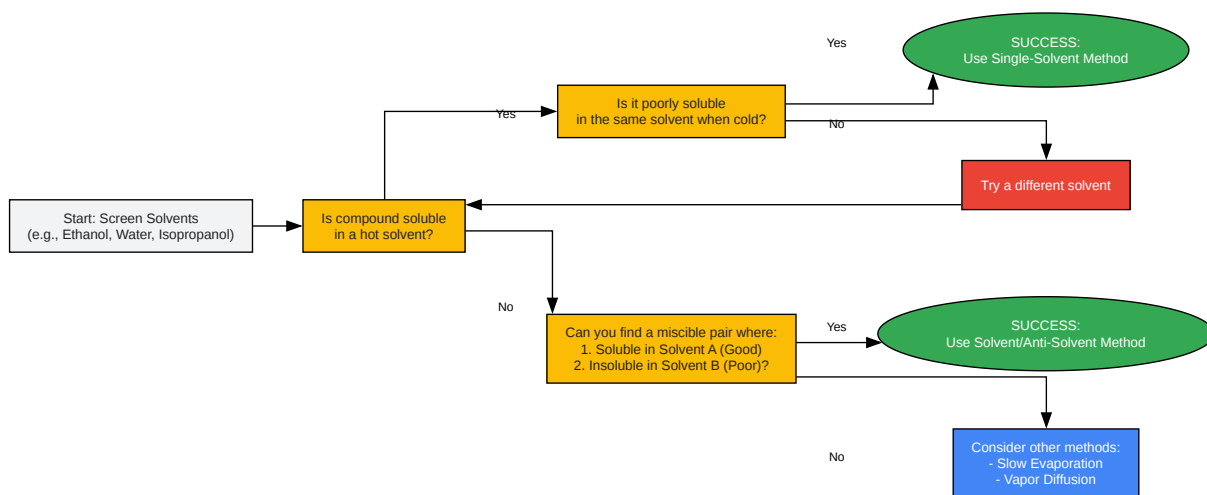 Yes
SUCCESS:
Use Single-Solvent Method
Is it poorly soluble
in the same solvent when cold?
Yes
No
Try a different solvent
Start: Screen Solvents
(e.g., Ethanol, Water, Isopropanol)
Is compound soluble
in a hot solvent?
No
Can you find a miscible pair where:
1. Soluble in Solvent A (Good)
2. Insoluble in Solvent B (Poor)?
Yes
SUCCESS:
Use Solvent/Anti-Solvent Method
No
Consider other methods:
- Slow Evaporation
- Vapor Diffusion